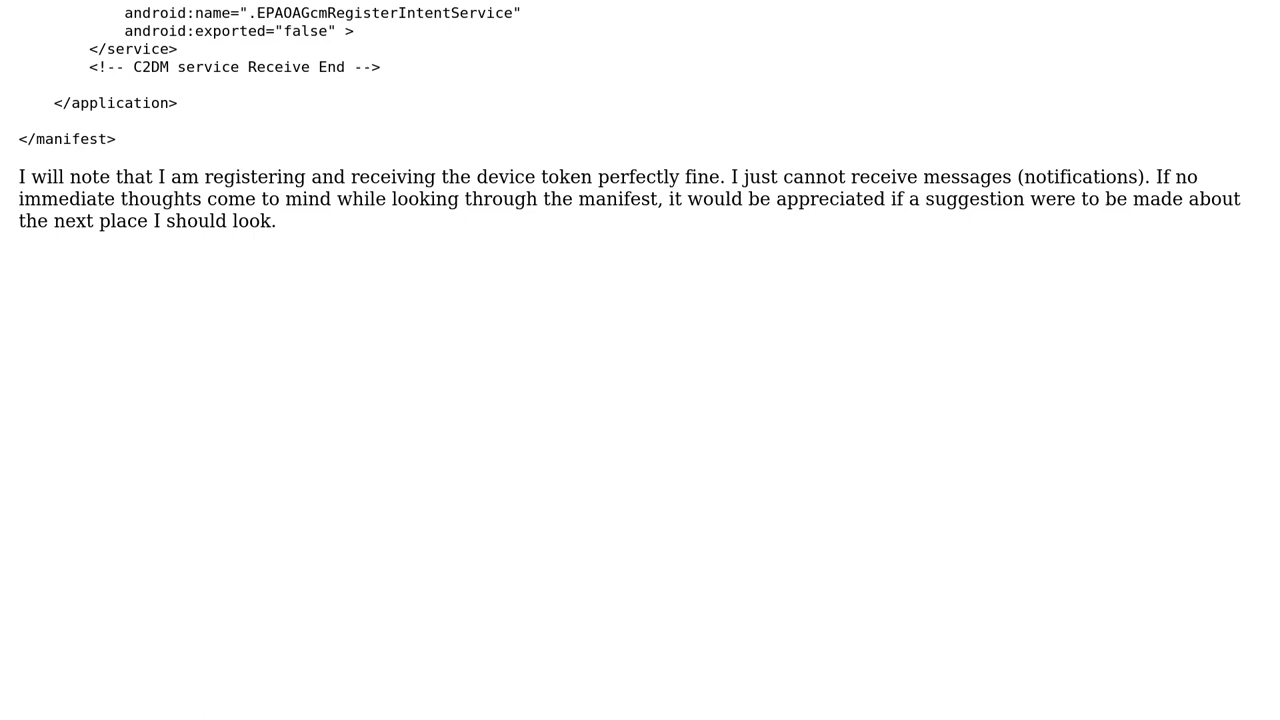 android:name=".EPAOAGcmRegisterIntentService"
android:exported="false" >
</service>
<!-- C2DM service Receive End -->
</application>
</manifest>
I will note that I am registering and receiving the device token perfectly fine. I just cannot receive messages (notifications). If no
immediate thoughts come to mind while looking through the manifest, it would be appreciated if a suggestion were to be made about
the next place I should look.